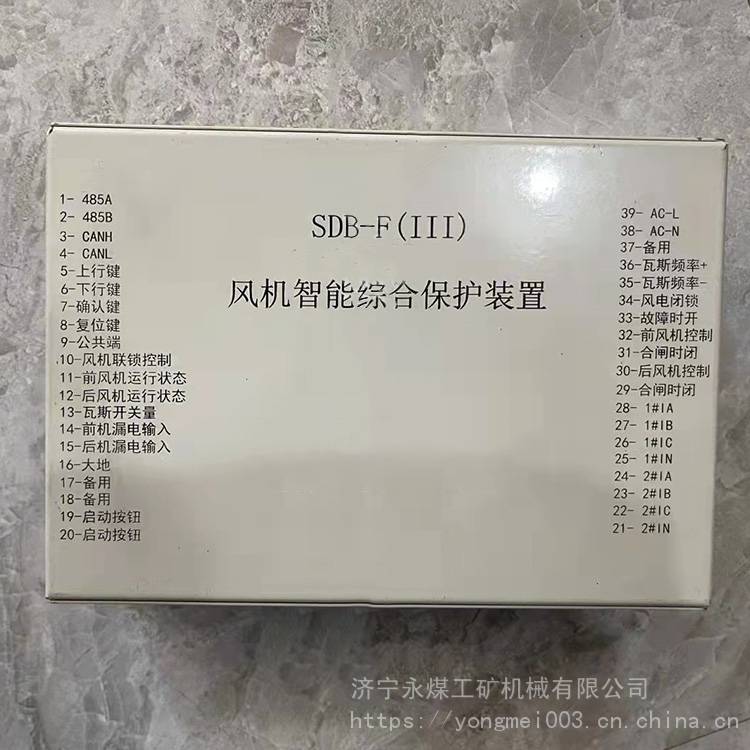 SDB-F(III)
风机智能综合保护装置
1- 485A
2- 485B
3- CANH
4- CANL
5-上行键
6-下行键
7-确认键
8-复位键
9-公共端
10-风机联锁控制
11-前风机运行状态
12-后风机运行状态
13-瓦斯开关量
14-前机漏电输入
15-后机漏电输入
16-大地
17-备用
18-备用
19-启动按钮
20-启动按钮
39- AC-L
38- AC-N
37-备用
36-瓦斯频率+
35-瓦斯频率-
34-风电闭锁
33-故障时开
32-前风机控制
31-合闸时闭
30-后风机控制
29-合闸时闭
28- 1#IA
27- 1#IB
26- 1#IC
25- 1#IN
24- 2#IA
23- 2#IB
22- 2#IC
21- 2#IN
济宁永煤工矿机械有限公司
https://yongmei003.cn.china.cn